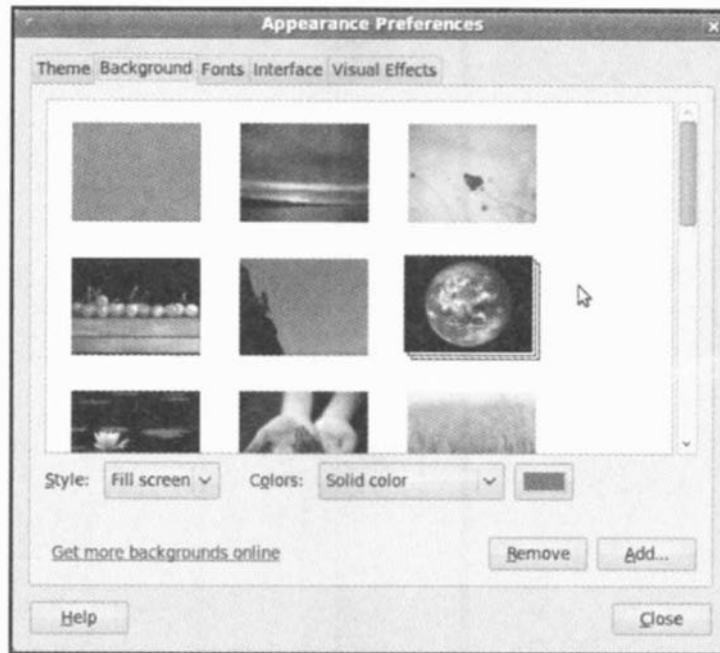 Appearance Preferences
Theme Background Fonts Interface Visual Effects
Style: Fill screen Colors: Solid color
Get more backgrounds online Remove Add...
Help Close